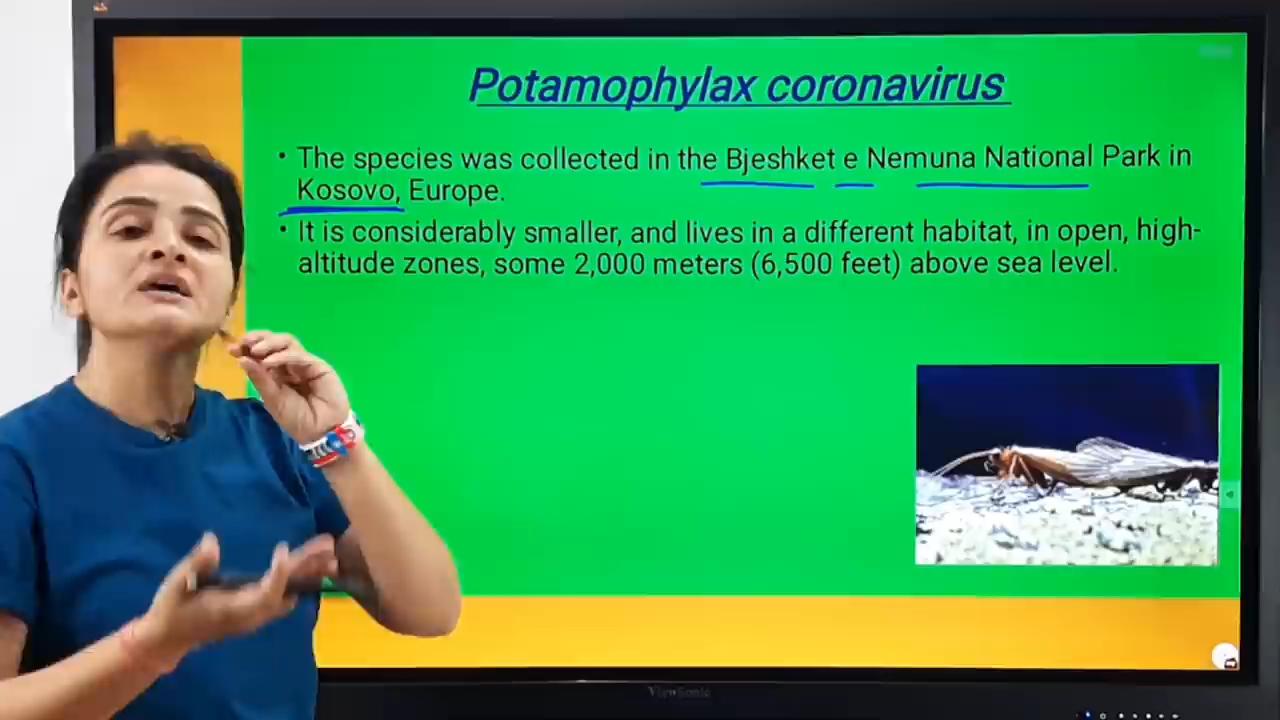 Potamophylax coronavirus
• The species was collected in the Bjeshket e Nemuna National Park in
Kosovo, Europe.
• It is considerably smaller, and lives in a different habitat, in open, high-
altitude zones, some 2,000 meters (6,500 feet) above sea level.
ViewSonic